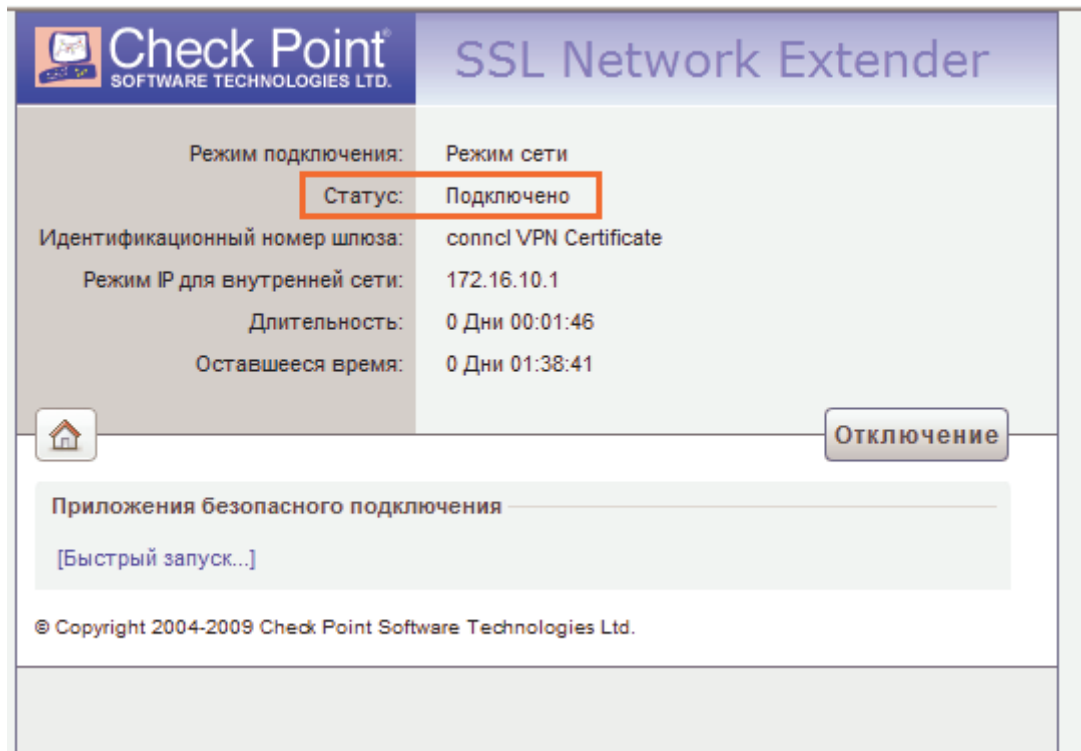 Check Point
SOFTWARE TECHNOLOGIES LTD.
SSL Network Extender
Режим подключения: Режим сети
Статус: Подключено
Идентификационный номер шлюза: conncl VPN Certificate
Режим IP для внутренней сети: 172.16.10.1
Длительность: 0 Дни 00:01:46
Оставшееся время: 0 Дни 01:38:41
Отключение
Приложения безопасного подключения
[Быстрый запуск...]
© Copyright 2004-2009 Check Point Software Technologies Ltd.